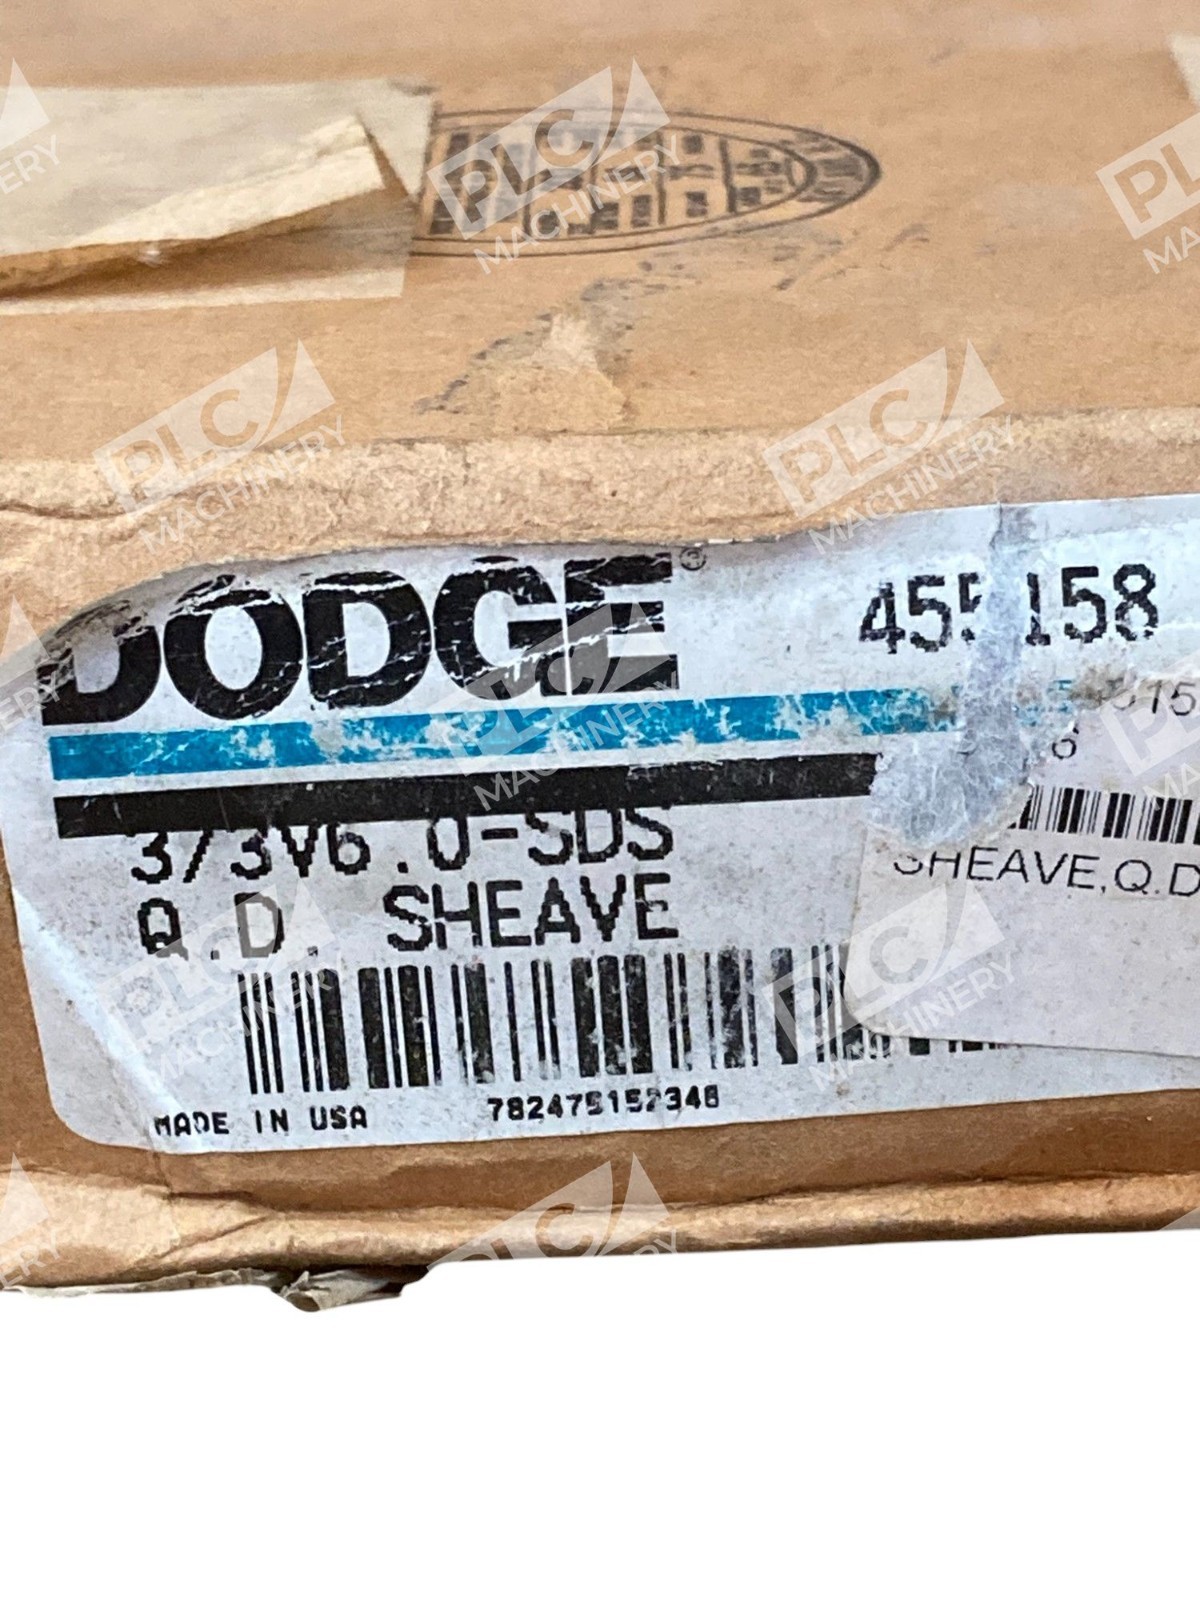 DODGE®
455158
3/3V6.0-SDS
Q.D. SHEAVE
SHEAVE,Q.D
MADE IN USA
782475152348
PLC MACHINERY